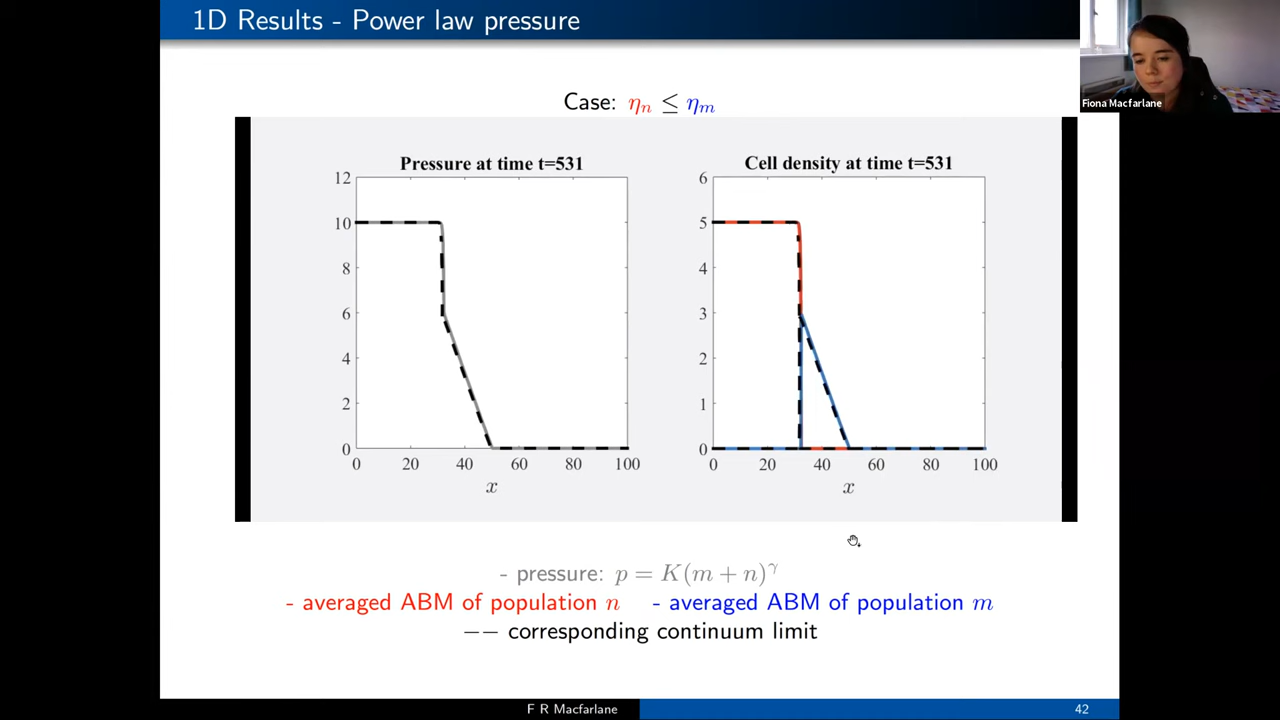 1D Results - Power law pressure
Fiona Macfarlane
Case: ηn ≤ ηm
Pressure at time t=531
12
10
8
6
4
2
0
0 20 40 60 80 100
x
Cell density at time t=531
6
5
4
3
2
1
0
0 20 40 60 80 100
x
- pressure: p = K(m + n)^γ
- averaged ABM of population n - averaged ABM of population m
−− corresponding continuum limit
F R Macfarlane 42